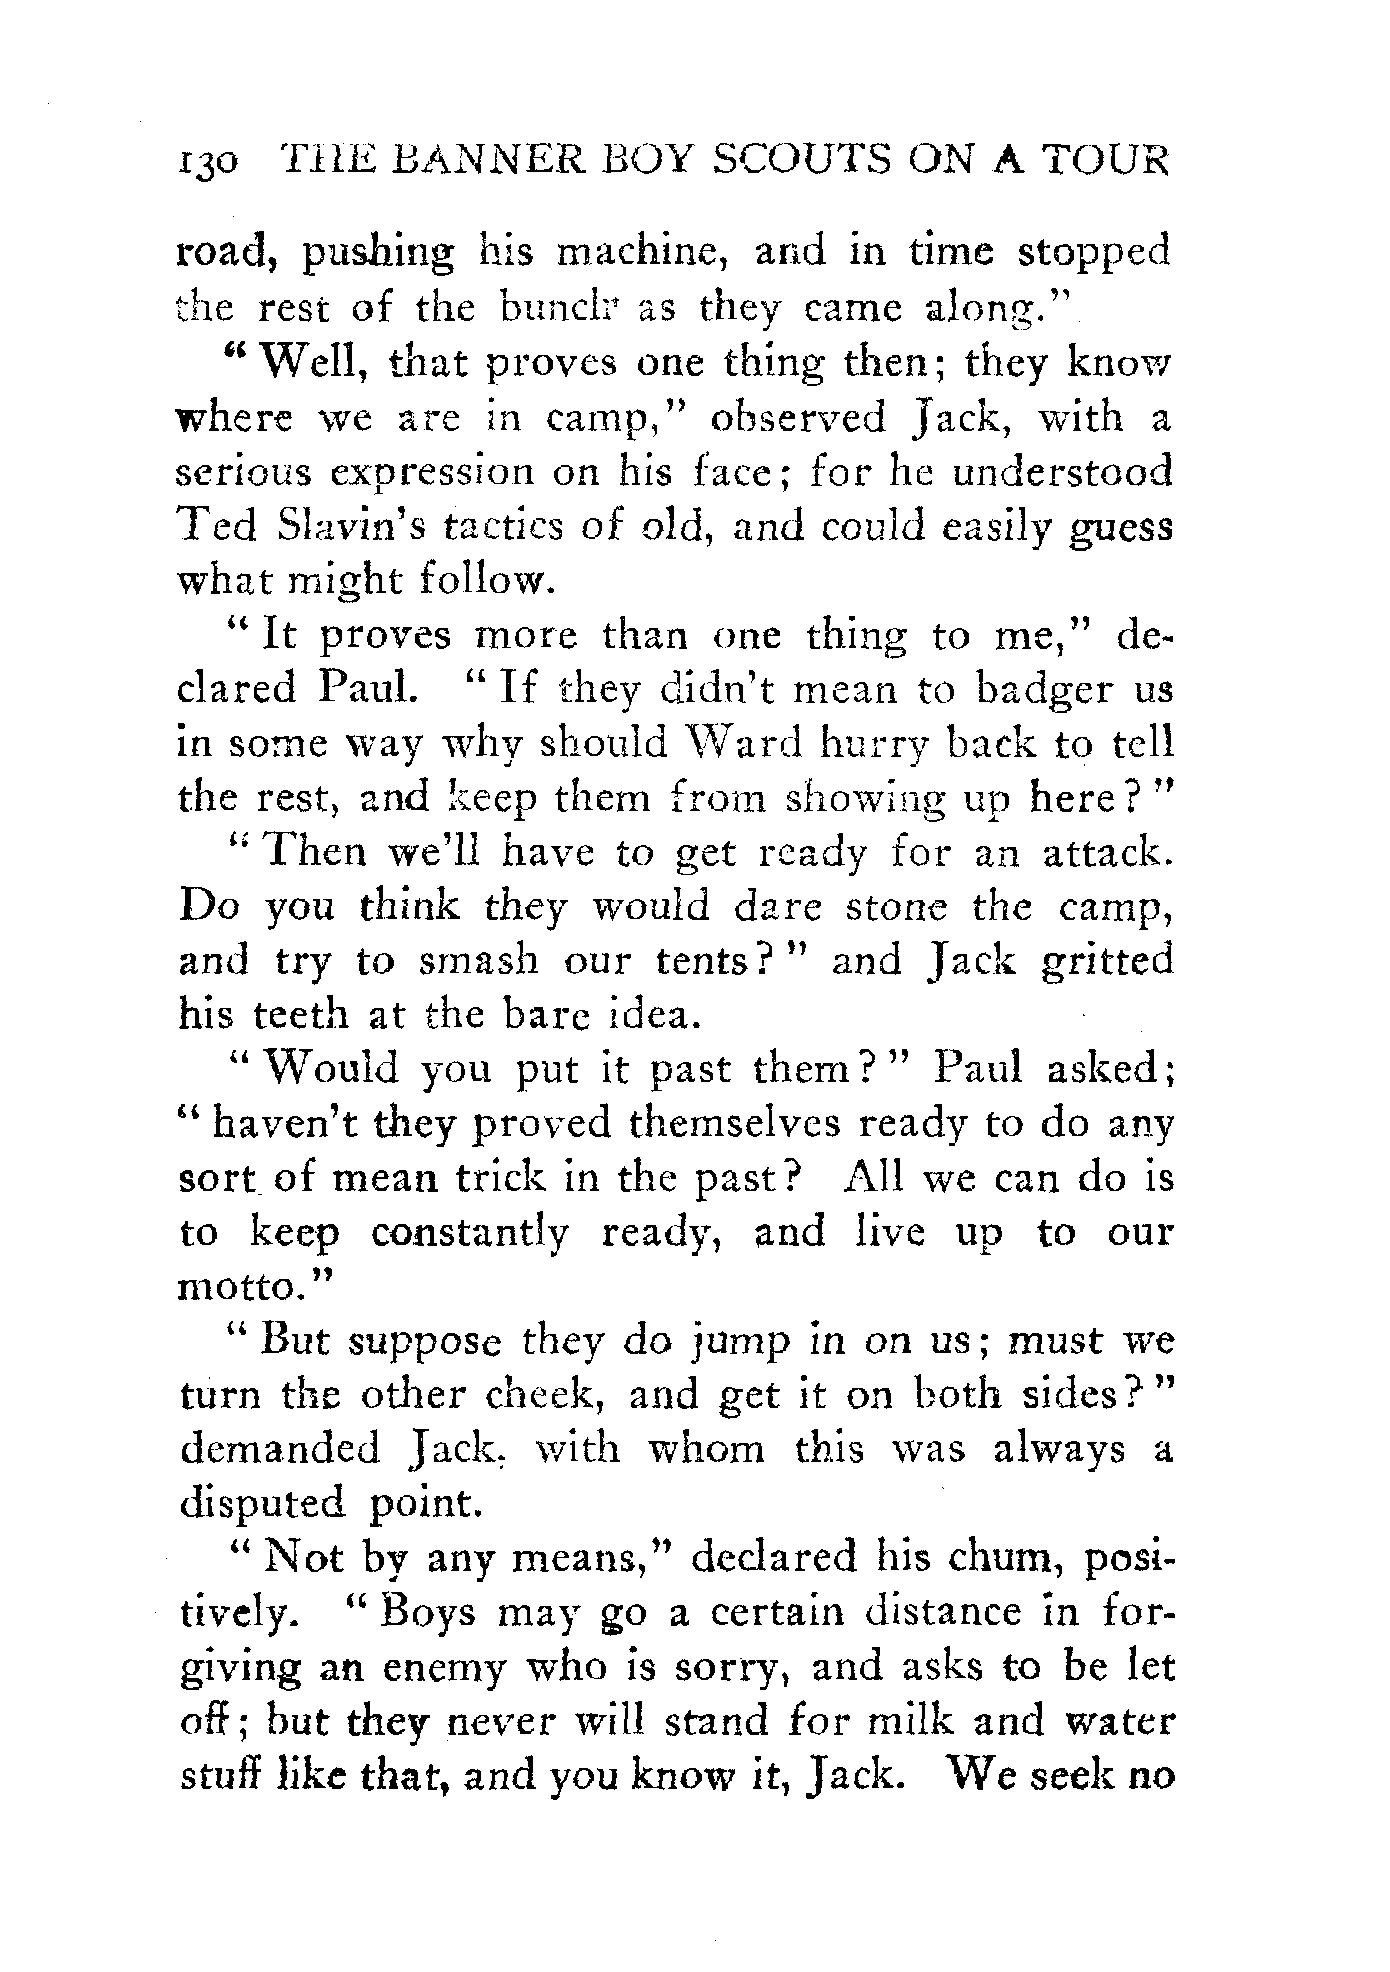 130 THE BANNER BOY SCOUTS ON A TOUR
road, pushing his machine, and in time stopped
the rest of the bunch as they came along."
"Well, that proves one thing then; they know
where we are in camp," observed Jack, with a
serious expression on his face; for he understood
Ted Slavin's tactics of old, and could easily guess
what might follow.
"It proves more than one thing to me," de-
clared Paul. "If they didn't mean to badger us
in some way why should Ward hurry back to tell
the rest, and keep them from showing up here?"
"Then we'll have to get ready for an attack.
Do you think they would dare stone the camp,
and try to smash our tents?" and Jack gritted
his teeth at the bare idea.
"Would you put it past them?" Paul asked;
"haven't they proved themselves ready to do any
sort of mean trick in the past? All we can do is
to keep constantly ready, and live up to our
motto."
"But suppose they do jump in on us; must we
turn the other cheek, and get it on both sides?"
demanded Jack, with whom this was always a
disputed point.
"Not by any means," declared his chum, posi-
tively. "Boys may go a certain distance in for-
giving an enemy who is sorry, and asks to be let
off; but they never will stand for milk and water
stuff like that, and you know it, Jack. We seek no